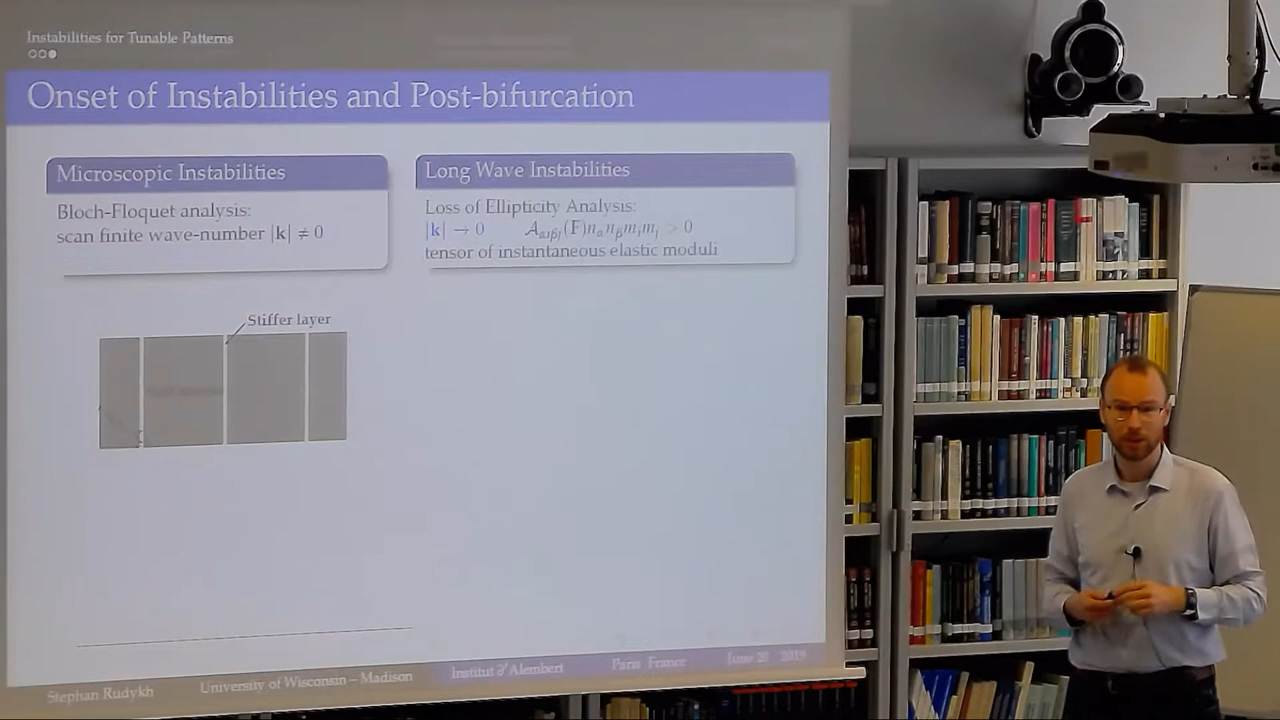 Instabilities for Tunable Patterns
Onset of Instabilities and Post-bifurcation
Microscopic Instabilities
Bloch-Floquet analysis:
scan finite wave-number |k| ≠ 0
Long Wave Instabilities
Loss of Ellipticity Analysis:
|k| → 0 𝒜αiβj(F)nαnβmimj > 0
tensor of instantaneous elastic moduli
Stiffer layer
Stephan Rudykh
University of Wisconsin – Madison
Institut ∂'Alembert
Paris France
June 20 2019